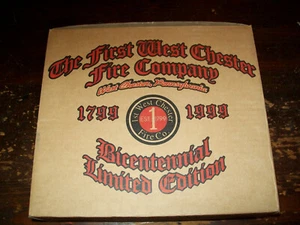 The First West Chester
Fire Company
West Chester, Pennsylvania
1799
1999
1st West Chester
1
Fire Co.
Bicentennial
Limited Edition